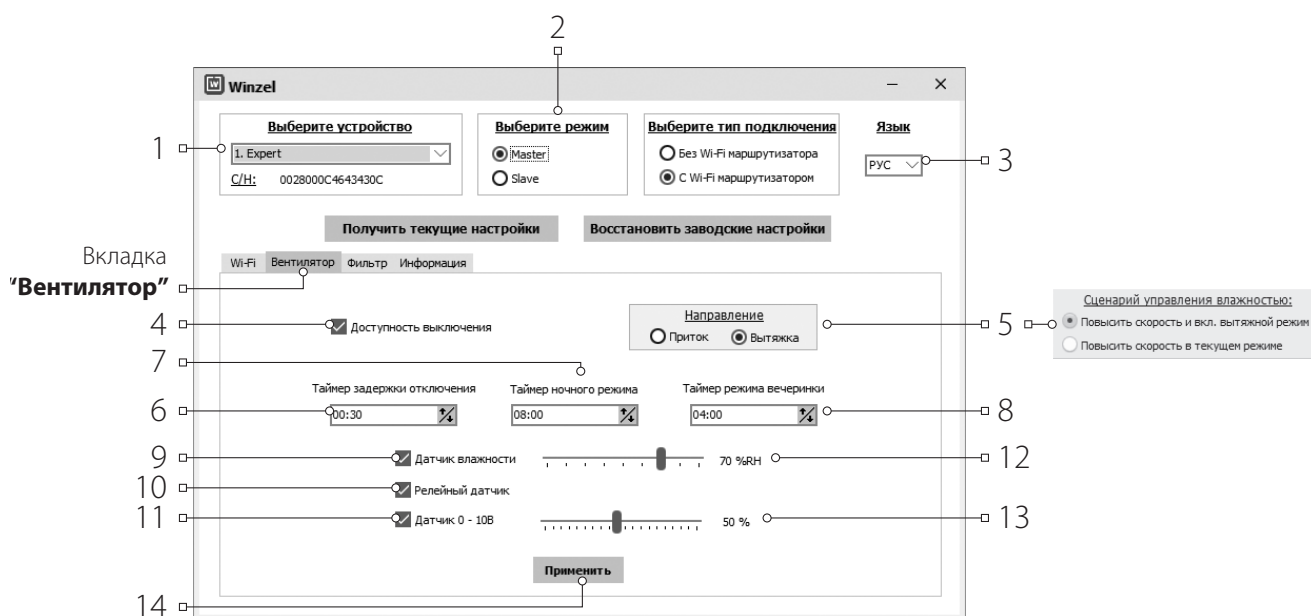 2
Winzel
Выберите устройство
Выберите режим
Выберите тип подключения
Язык
1
1. Expert
Master
Без Wi-Fi маршрутизатора
РУС
3
С/Н: 0028000C4643430C
Slave
С Wi-Fi маршрутизатором
Получить текущие настройки
Восстановить заводские настройки
Вкладка
"Вентилятор"
Wi-Fi
Вентилятор
Фильтр
Информация
4
Доступность выключения
Направление
Приток
Вытяжка
5
Сценарий управления влажностью:
Повысить скорость и вкл. вытяжной режим
Повысить скорость в текущем режиме
7
Таймер задержки отключения
Таймер ночного режима
Таймер режима вечеринки
6
00:30
08:00
04:00
8
9
Датчик влажности
70 %RH
12
10
Релейный датчик
11
Датчик 0 - 10В
50 %
13
Применить
14